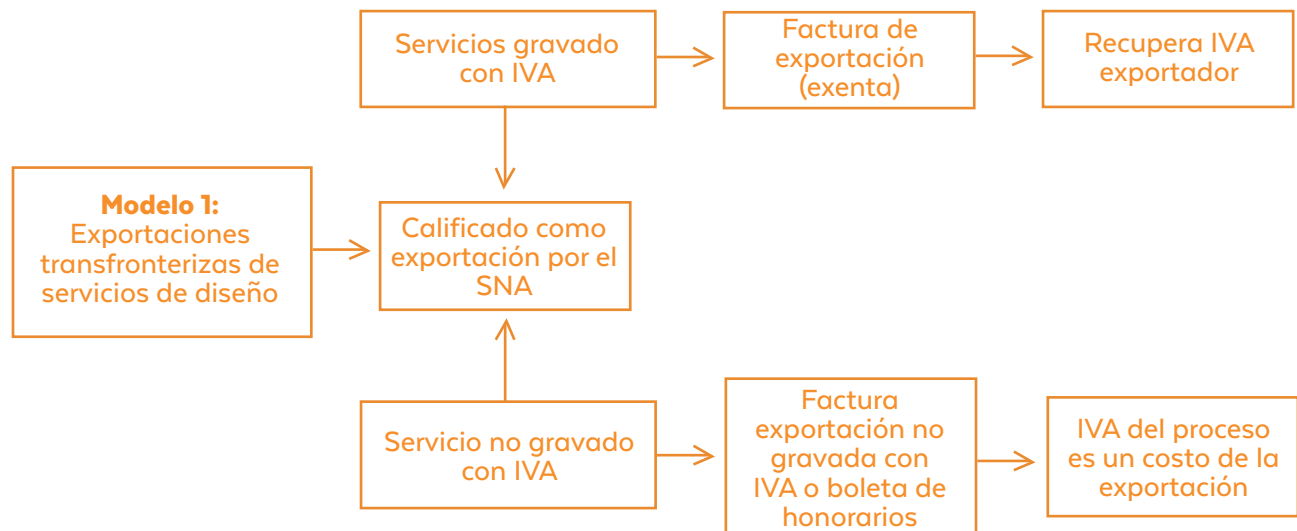 Servicios gravado
con IVA
Factura de
exportación
(exenta)
Recupera IVA
exportador
Modelo 1:
Exportaciones
transfronterizas de
servicios de diseño
Calificado como
exportación por el
SNA
Servicio no gravado
con IVA
Factura
exportación no
gravada con
IVA o boleta de
honorarios
IVA del proceso
es un costo de la
exportación